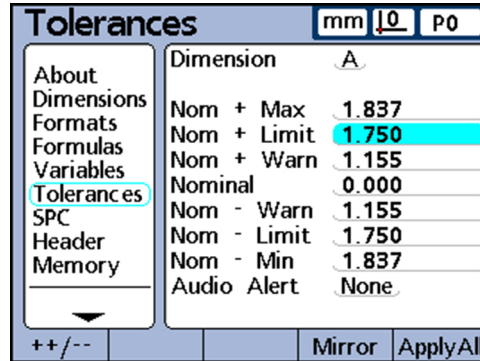 Tolerances mm 0 P0
About
Dimensions
Formats
Formulas
Variables
Tolerances
SPC
Header
Memory
Dimension A
Nom + Max 1.837
Nom + Limit 1.750
Nom + Warn 1.155
Nominal 0.000
Nom - Warn 1.155
Nom - Limit 1.750
Nom - Min 1.837
Audio Alert None
++/-- Mirror ApplyAl